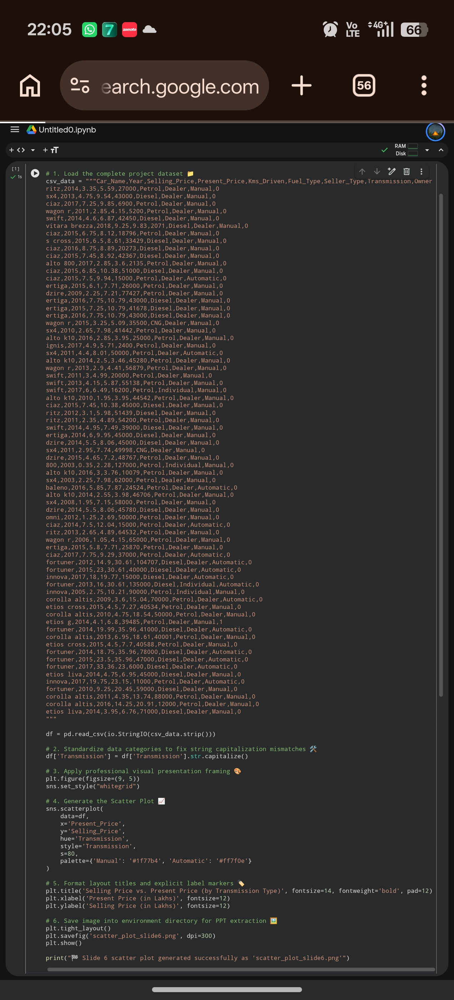 22:05
7
zomato
Vo
LTE
4G+
66
earch.google.com
56
Untitled0.ipynb
RAM
Disk
[1]
1s
# 1. Load the complete project dataset 📁
csv_data = """Car_Name,Year,Selling_Price,Present_Price,Kms_Driven,Fuel_Type,Seller_Type,Transmission,Owner
ritz,2014,3.35,5.59,27000,Petrol,Dealer,Manual,0
sx4,2013,4.75,9.54,43000,Diesel,Dealer,Manual,0
ciaz,2017,7.25,9.85,6900,Petrol,Dealer,Manual,0
wagon r,2011,2.85,4.15,5200,Petrol,Dealer,Manual,0
swift,2014,4.6,6.87,42450,Diesel,Dealer,Manual,0
vitara brezza,2018,9.25,9.83,2071,Diesel,Dealer,Manual,0
ciaz,2015,6.75,8.12,18796,Petrol,Dealer,Manual,0
s cross,2015,6.5,8.61,33429,Diesel,Dealer,Manual,0
ciaz,2016,8.75,8.89,20273,Diesel,Dealer,Manual,0
ciaz,2015,7.45,8.92,42367,Diesel,Dealer,Manual,0
alto 800,2017,2.85,3.6,2135,Petrol,Dealer,Manual,0
ciaz,2015,6.85,10.38,51000,Diesel,Dealer,Manual,0
ciaz,2015,7.5,9.94,15000,Petrol,Dealer,Automatic,0
ertiga,2015,6.1,7.71,26000,Petrol,Dealer,Manual,0
dzire,2009,2.25,7.21,77427,Petrol,Dealer,Manual,0
ertiga,2016,7.75,10.79,43000,Diesel,Dealer,Manual,0
ertiga,2015,7.25,10.79,41678,Diesel,Dealer,Manual,0
ertiga,2016,7.75,10.79,43000,Diesel,Dealer,Manual,0
wagon r,2015,3.25,5.09,35500,CNG,Dealer,Manual,0
sx4,2010,2.65,7.98,41442,Petrol,Dealer,Manual,0
alto k10,2016,2.85,3.95,25000,Petrol,Dealer,Manual,0
ignis,2017,4.9,5.71,2400,Petrol,Dealer,Manual,0
sx4,2011,4.4,8.01,50000,Petrol,Dealer,Automatic,0
alto k10,2014,2.5,3.46,45280,Petrol,Dealer,Manual,0
wagon r,2013,2.9,4.41,56879,Petrol,Dealer,Manual,0
swift,2011,3,4.99,20000,Petrol,Dealer,Manual,0
swift,2013,4.15,5.87,55138,Petrol,Dealer,Manual,0
swift,2017,6,6.49,16200,Petrol,Individual,Manual,0
alto k10,2010,1.95,3.95,44542,Petrol,Dealer,Manual,0
ciaz,2015,7.45,10.38,45000,Diesel,Dealer,Manual,0
ritz,2012,3.1,5.98,51439,Diesel,Dealer,Manual,0
ritz,2011,2.35,4.89,54200,Petrol,Dealer,Manual,0
swift,2014,4.95,7.49,39000,Diesel,Dealer,Manual,0
ertiga,2014,6,9.95,45000,Diesel,Dealer,Manual,0
dzire,2014,5.5,8.06,45000,Diesel,Dealer,Manual,0
sx4,2011,2.95,7.74,49998,CNG,Dealer,Manual,0
dzire,2015,4.65,7.2,48767,Petrol,Dealer,Manual,0
800,2003,0.35,2.28,127000,Petrol,Individual,Manual,0
alto k10,2016,3,3.76,10079,Petrol,Dealer,Manual,0
sx4,2003,2.25,7.98,62000,Petrol,Dealer,Manual,0
baleno,2016,5.85,7.87,24524,Petrol,Dealer,Automatic,0
alto k10,2014,2.55,3.98,46706,Petrol,Dealer,Manual,0
sx4,2008,1.95,7.15,58000,Petrol,Dealer,Manual,0
dzire,2014,5.5,8.06,45780,Diesel,Dealer,Manual,0
omni,2012,1.25,2.69,50000,Petrol,Dealer,Manual,0
ciaz,2014,7.5,12.04,15000,Petrol,Dealer,Automatic,0
ritz,2013,2.65,4.89,64532,Petrol,Dealer,Manual,0
wagon r,2006,1.05,4.15,65000,Petrol,Dealer,Manual,0
ertiga,2015,5.8,7.71,25870,Petrol,Dealer,Manual,0
ciaz,2017,7.75,9.29,37000,Petrol,Dealer,Automatic,0
fortuner,2012,14.9,30.61,104707,Diesel,Dealer,Automatic,0
fortuner,2015,23,30.61,40000,Diesel,Dealer,Automatic,0
innova,2017,18,19.77,15000,Diesel,Dealer,Automatic,0
fortuner,2013,16,30.61,135000,Diesel,Individual,Automatic,0
innova,2005,2.75,10.21,90000,Petrol,Individual,Manual,0
corolla altis,2009,3.6,15.04,70000,Petrol,Dealer,Automatic,0
etios cross,2015,4.5,7.27,40534,Petrol,Dealer,Manual,0
corolla altis,2010,4.75,18.54,50000,Petrol,Dealer,Manual,0
etios g,2014,4.1,6.8,39485,Petrol,Dealer,Manual,1
fortuner,2014,19.99,35.96,41000,Diesel,Dealer,Automatic,0
corolla altis,2013,6.95,18.61,40001,Petrol,Dealer,Manual,0
etios cross,2015,4.5,7.7,40588,Petrol,Dealer,Manual,0
fortuner,2014,18.75,35.96,78000,Diesel,Dealer,Automatic,0
fortuner,2015,23.5,35.96,47000,Diesel,Dealer,Automatic,0
fortuner,2017,33,36.23,6000,Diesel,Dealer,Automatic,0
etios liva,2014,4.75,6.95,45000,Diesel,Dealer,Manual,0
innova,2017,19.75,23.15,11000,Petrol,Dealer,Automatic,0
fortuner,2010,9.25,20.45,59000,Diesel,Dealer,Manual,0
corolla altis,2011,4.35,13.74,88000,Petrol,Dealer,Manual,0
corolla altis,2016,14.25,20.91,12000,Petrol,Dealer,Manual,0
etios liva,2014,3.95,6.76,71000,Diesel,Dealer,Manual,0
"""
df = pd.read_csv(io.StringIO(csv_data.strip()))
# 2. Standardize data categories to fix string capitalization mismatches 🛠️
df['Transmission'] = df['Transmission'].str.capitalize()
# 3. Apply professional visual presentation framing 🎨
plt.figure(figsize=(9, 5))
sns.set_style("whitegrid")
# 4. Generate the Scatter Plot 📈
sns.scatterplot(
data=df,
x='Present_Price',
y='Selling_Price',
hue='Transmission',
style='Transmission',
s=80,
palette={'Manual': '#1f77b4', 'Automatic': '#ff7f0e'}
)
# 5. Format layout titles and explicit label markers 🏷️
plt.title('Selling Price vs. Present Price (by Transmission Type)', fontsize=14, fontweight='bold', pad=12)
plt.xlabel('Present Price (in Lakhs)', fontsize=12)
plt.ylabel('Selling Price (in Lakhs)', fontsize=12)
# 6. Save image into environment directory for PPT extraction 🖼️
plt.tight_layout()
plt.savefig('scatter_plot_slide6.png', dpi=300)
plt.show()
print("🏁 Slide 6 scatter plot generated successfully as 'scatter_plot_slide6.png'")